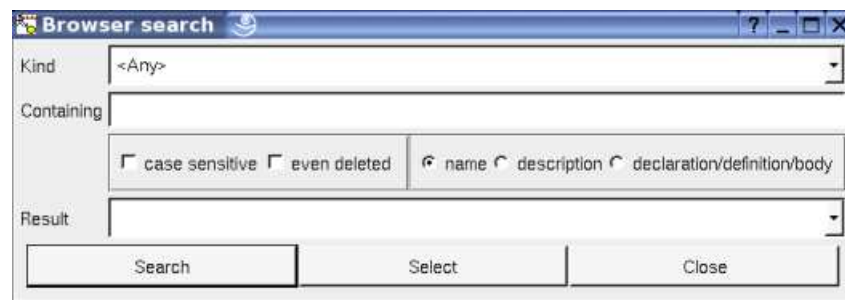 Browser search ?
Kind <Any>
Containing
case sensitive even deleted name description declaration/definition/body
Result
Search Select Close